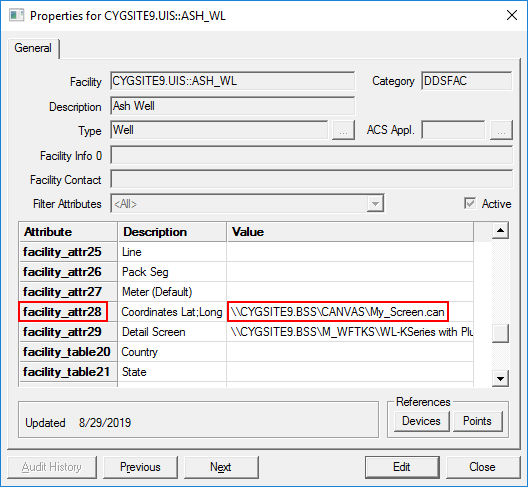 Properties for CYGSITE9.UIS::ASH_WL
General
Facility CYGSITE9.UIS::ASH_WL Category DDSFAC
Description Ash Well
Type Well ... ACS Appl. ...
Facility Info 0
Facility Contact
Filter Attributes <All> Active
Attribute Description Value
facility_attr25 Line
facility_attr26 Pack Seg
facility_attr27 Meter (Default)
facility_attr28 Coordinates Lat;Long \\CYGSITE9.BSS\CANVAS\My_Screen.can
facility_attr29 Detail Screen \\CYGSITE9.BSS\M_WFTKS\WL-KSeries with Plu
facility_table20 Country
facility_table21 State
References
Updated 8/29/2019 Devices Points
Audit History Previous Next Edit Close